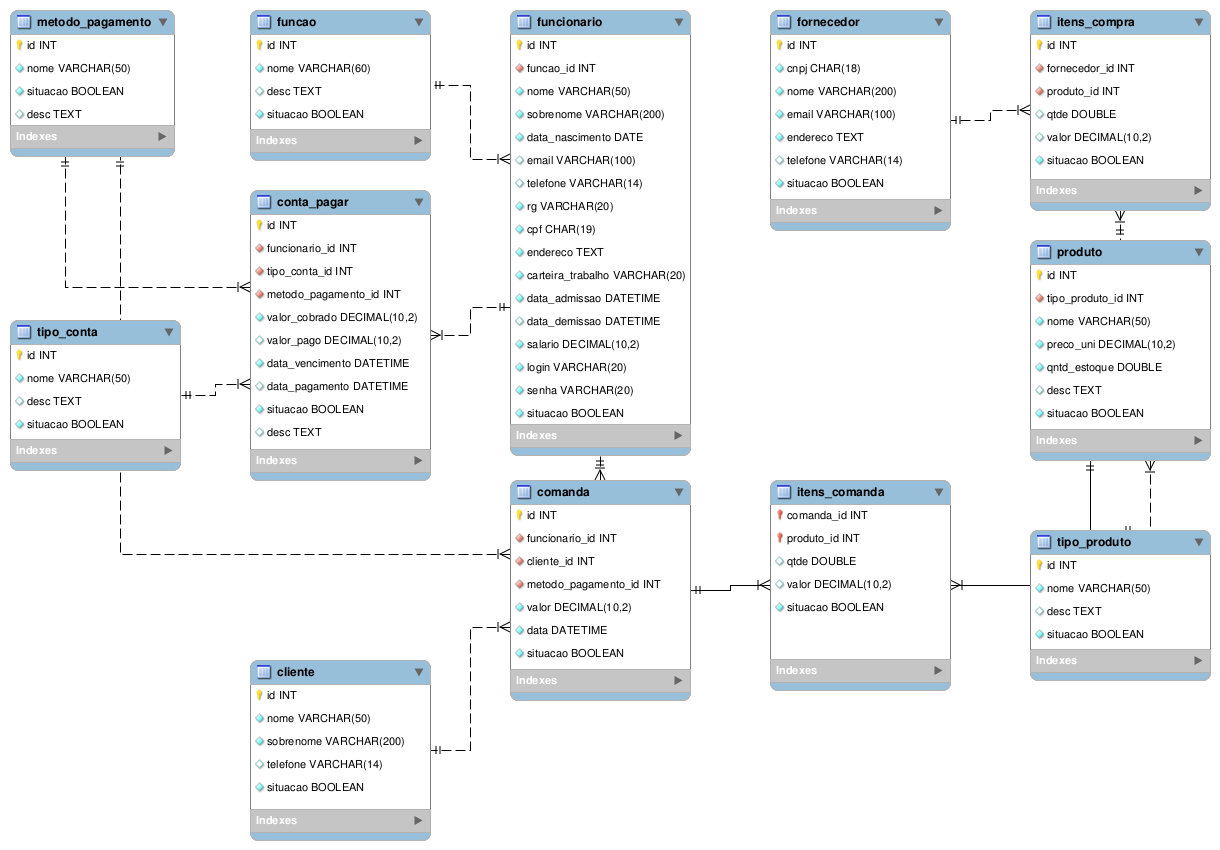 metodo_pagamento
id INT
nome VARCHAR(50)
situacao BOOLEAN
desc TEXT
Indexes
funcao
id INT
nome VARCHAR(60)
desc TEXT
situacao BOOLEAN
Indexes
funcionario
id INT
funcao_id INT
nome VARCHAR(50)
sobrenome VARCHAR(200)
data_nascimento DATE
email VARCHAR(100)
telefone VARCHAR(14)
rg VARCHAR(20)
cpf CHAR(19)
endereco TEXT
carteira_trabalho VARCHAR(20)
data_admissao DATETIME
data_demissao DATETIME
salario DECIMAL(10,2)
login VARCHAR(20)
senha VARCHAR(20)
situacao BOOLEAN
Indexes
fornecedor
id INT
cnpj CHAR(18)
nome VARCHAR(200)
email VARCHAR(100)
endereco TEXT
telefone VARCHAR(14)
situacao BOOLEAN
Indexes
itens_compra
id INT
fornecedor_id INT
produto_id INT
qtde DOUBLE
valor DECIMAL(10,2)
situacao BOOLEAN
Indexes
conta_pagar
id INT
funcionario_id INT
tipo_conta_id INT
metodo_pagamento_id INT
valor_cobrado DECIMAL(10,2)
valor_pago DECIMAL(10,2)
data_vencimento DATETIME
data_pagamento DATETIME
situacao BOOLEAN
desc TEXT
Indexes
produto
id INT
tipo_produto_id INT
nome VARCHAR(50)
preco_uni DECIMAL(10,2)
qntd_estoque DOUBLE
desc TEXT
situacao BOOLEAN
Indexes
tipo_conta
id INT
nome VARCHAR(50)
desc TEXT
situacao BOOLEAN
Indexes
comanda
id INT
funcionario_id INT
cliente_id INT
metodo_pagamento_id INT
valor DECIMAL(10,2)
data DATETIME
situacao BOOLEAN
Indexes
itens_comanda
comanda_id INT
produto_id INT
qtde DOUBLE
valor DECIMAL(10,2)
situacao BOOLEAN
Indexes
tipo_produto
id INT
nome VARCHAR(50)
desc TEXT
situacao BOOLEAN
Indexes
cliente
id INT
nome VARCHAR(50)
sobrenome VARCHAR(200)
telefone VARCHAR(14)
situacao BOOLEAN
Indexes